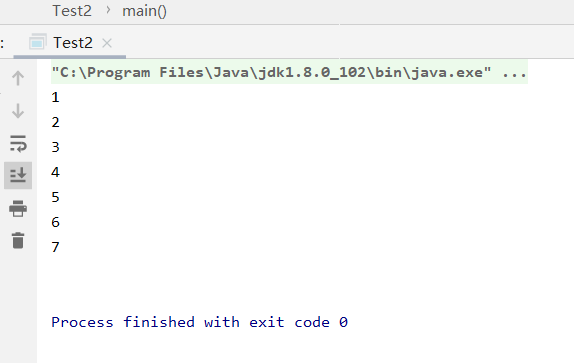 Test2 › main()
: Test2 ×
"C:\Program Files\Java\jdk1.8.0_102\bin\java.exe" ...
1
2
3
4
5
6
7
Process finished with exit code 0